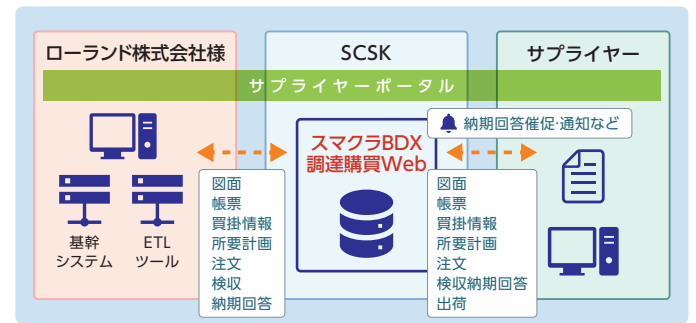 ローランド株式会社様
SCSK
サプライヤー
サプライヤーポータル
納期回答催促・通知など
スマクラBDX
調達購買Web
基幹
システム
ETL
ツール
図面
帳票
買掛情報
所要計画
注文
検収
納期回答
図面
帳票
買掛情報
所要計画
注文
検収納期回答
出荷